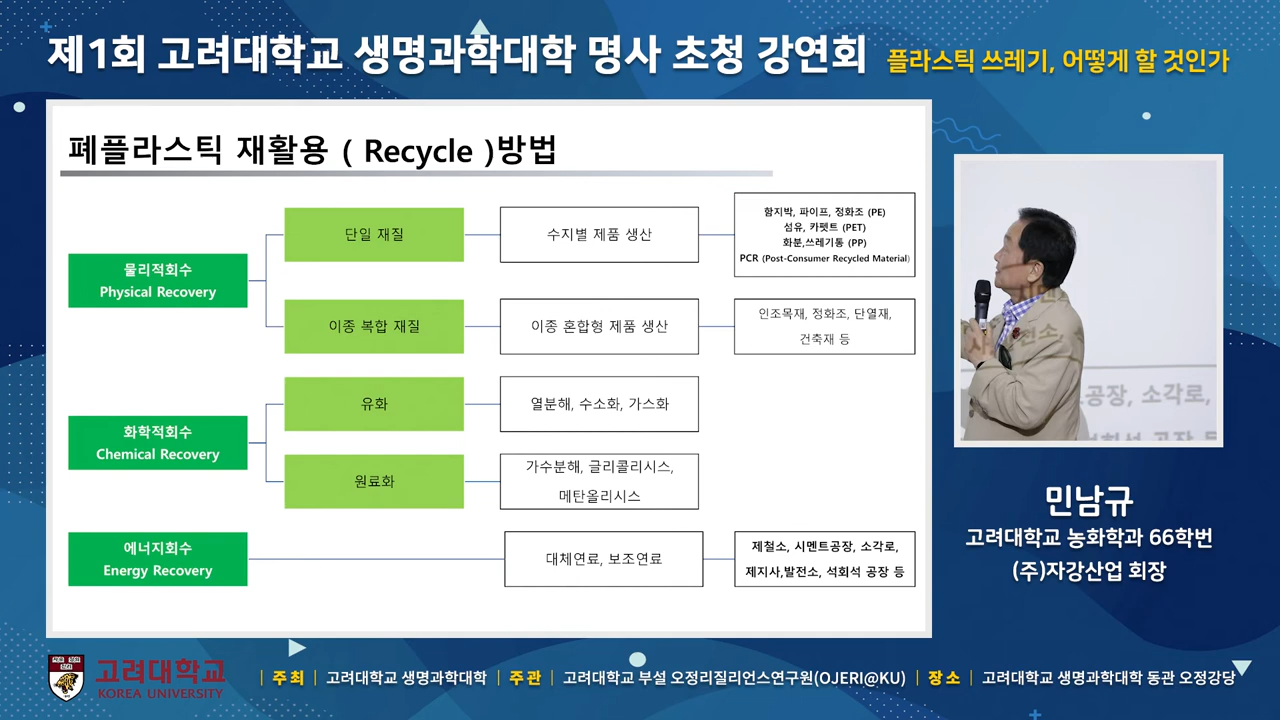 제1회 고려대학교 생명과학대학 명사 초청 강연회 플라스틱 쓰레기, 어떻게 할 것인가
폐플라스틱 재활용 ( Recycle )방법
물리적회수
Physical Recovery
단일 재질
수지별 제품 생산
함지박, 파이프, 정화조 (PE)
섬유, 카펫트 (PET)
화분,쓰레기통 (PP)
PCR (Post-Consumer Recycled Material)
이종 복합 재질
이종 혼합형 제품 생산
인조목재, 정화조, 단열재,
건축재 등
화학적회수
Chemical Recovery
유화
열분해, 수소화, 가스화
원료화
가수분해, 글리콜리시스,
메탄올리시스
에너지회수
Energy Recovery
대체연료, 보조연료
제철소, 시멘트공장, 소각로,
제지사,발전소, 석회석 공장 등
공장, 소각로,
민남규
고려대학교 농화학과 66학번
(주)자강산업 회장
고려대학교
KOREA UNIVERSITY
| 주최 | 고려대학교 생명과학대학 | 주관 | 고려대학교 부설 오정리질리언스연구원(OJERI@KU) | 장소 | 고려대학교 생명과학대학 동관 오정강당